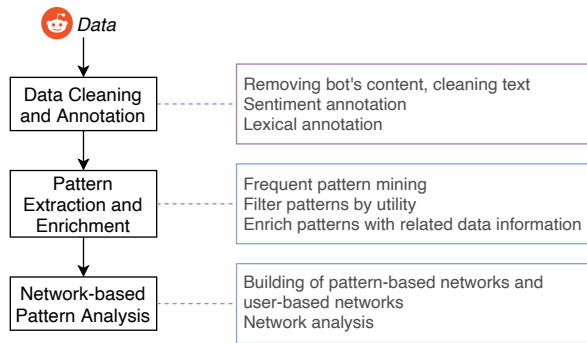 Data
Data Cleaning
and Annotation
Removing bot's content, cleaning text
Sentiment annotation
Lexical annotation
Pattern
Extraction and
Enrichment
Frequent pattern mining
Filter patterns by utility
Enrich patterns with related data information
Network-based
Pattern Analysis
Building of pattern-based networks and
user-based networks
Network analysis